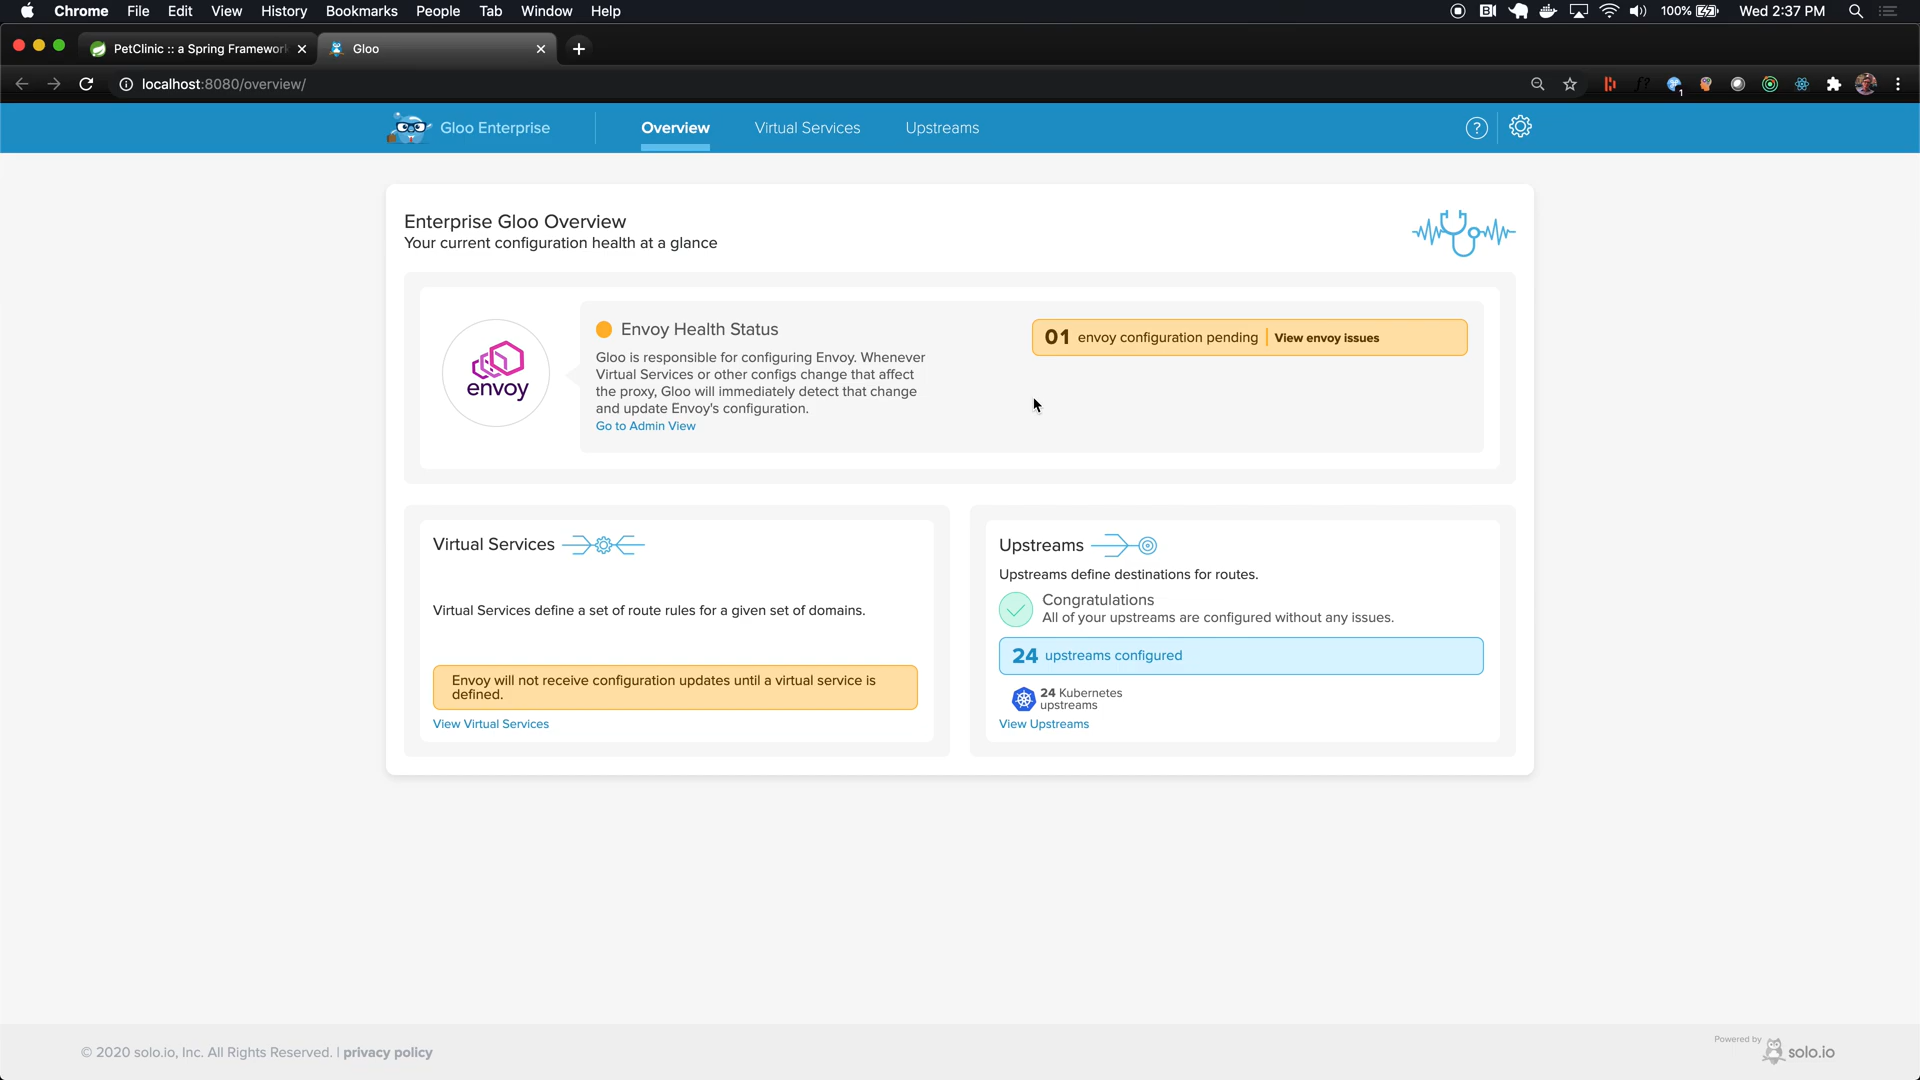 Chrome File Edit View History Bookmarks People Tab Window Help 100% Wed 2:37 PM
PetClinic :: a Spring Framework Gloo
localhost:8080/overview/
1
Gloo Enterprise Overview Virtual Services Upstreams ?
Enterprise Gloo Overview
Your current configuration health at a glance
envoy
Envoy Health Status
Gloo is responsible for configuring Envoy. Whenever
Virtual Services or other configs change that affect
the proxy, Gloo will immediately detect that change
and update Envoy's configuration.
Go to Admin View
01 envoy configuration pending View envoy issues
Virtual Services
Virtual Services define a set of route rules for a given set of domains.
Envoy will not receive configuration updates until a virtual service is
defined.
View Virtual Services
Upstreams
Upstreams define destinations for routes.
Congratulations
All of your upstreams are configured without any issues.
24 upstreams configured
24 Kubernetes
upstreams
View Upstreams
© 2020 solo.io, Inc. All Rights Reserved. | privacy policy
Powered by
solo.io